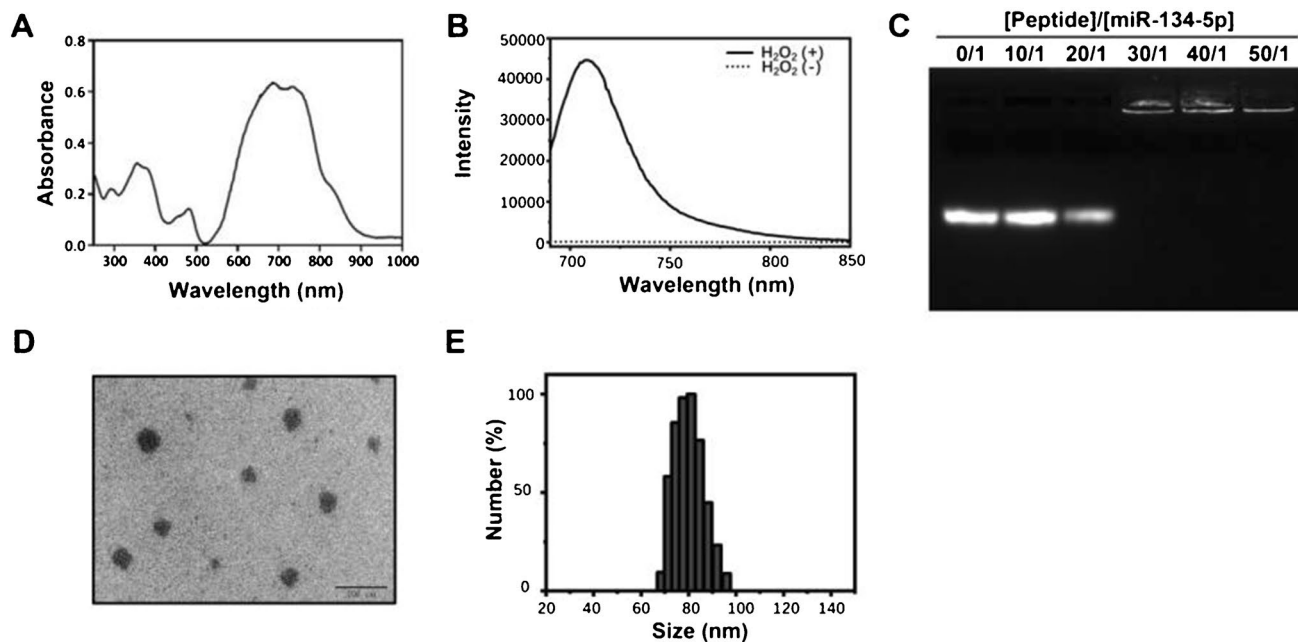 A
Absorbance
0.8
0.6
0.4
0.2
0.0
300 400 500 600 700 800 900 1000
Wavelength (nm)
B
Intensity
50000
40000
30000
20000
10000
0
H₂O₂ (+)
H₂O₂ (-)
700 750 800 850
Wavelength (nm)
C
[Peptide]/[miR-134-5p]
0/1 10/1 20/1 30/1 40/1 50/1
D
E
Number (%)
100
50
0
20 40 60 80 100 120 140
Size (nm)